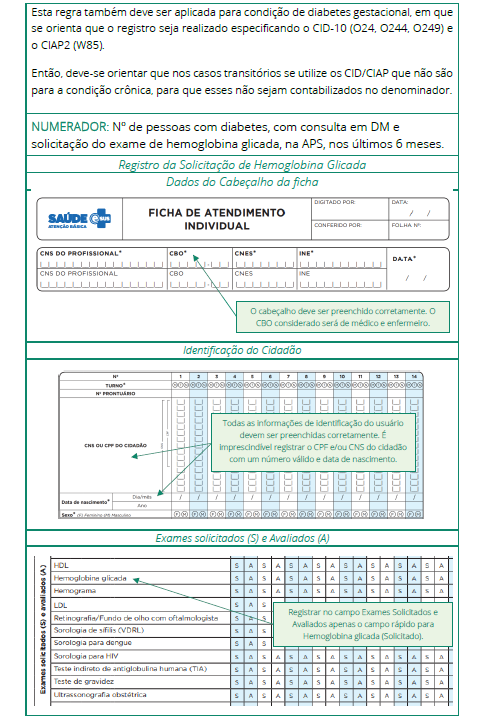 Esta regra também deve ser aplicada para condição de diabetes gestacional, em que
se orienta que o registro seja realizado especificando o CID-10 (O24, O244, O249) e
o CIAP2 (W85).
Então, deve-se orientar que nos casos transitórios se utilize os CID/CIAP que não são
para a condição crônica, para que esses não sejam contabilizados no denominador.
NUMERADOR: Nº de pessoas com diabetes, com consulta em DM e
solicitação do exame de hemoglobina glicada, na APS, nos últimos 6 meses.
Registro da Solicitação de Hemoglobina Glicada
Dados do Cabeçalho da ficha
SAÚDE e SUS
ATENÇÃO BÁSICA
FICHA DE ATENDIMENTO
INDIVIDUAL
DIGITADO POR: DATA:
/ /
CONFERIDO POR: FOLHA Nº:
CNS DO PROFISSIONAL* CBO* CNES* INE* DATA*
CNS DO PROFISSIONAL CBO CNES INE / /
O cabeçalho deve ser preenchido corretamente. O
CBO considerado será de médico e enfermeiro.
Identificação do Cidadão
Nº 1 2 3 4 5 6 7 8 9 10 11 12 13 14
TURNO* M T N M T N M T N M T N M T N M T N M T N M T N M T N M T N M T N M T N M T N M T N
Nº PRONTUÁRIO
CNS OU CPF DO CIDADÃO
Todas as informações de identificação do usuário
devem ser preenchidas corretamente. É
imprescindível registrar o CPF e/ou CNS do cidadão
com um número válido e data de nascimento.
Data de nascimento* Dia/mês / / / / / / / / / / / / / /
Ano
Sexo* (F) Feminino (M) Masculino F M F M F M F M F M F M F M F M F M F M F M F M F M F M
Exames solicitados (S) e Avaliados (A)
Exames solicitados (S) e avaliados (A)
HDL S A S A S A S A S A S A S A S A
Hemoglobina glicada S A S A S A S A S A S A S A S A
Hemograma S A S A S A S A S A S A S A S A
LDL S A S
Retinografia/Fundo de olho com oftalmologista S A S
Sorologia de sífilis (VDRL) S A S
Sorologia para dengue S A S
Registrar no campo Exames Solicitados e
Avaliados apenas o campo rápido para
Hemoglobina glicada (Solicitado).
Sorologia para HIV S A S A S A S A S A S A S A S A
Teste indireto de antiglobulina humana (TIA) S A S A S A S A S A S A S A S A
Teste de gravidez S A S A S A S A S A S A S A S A
Ultrassonografia obstétrica S A S A S A S A S A S A S A S A